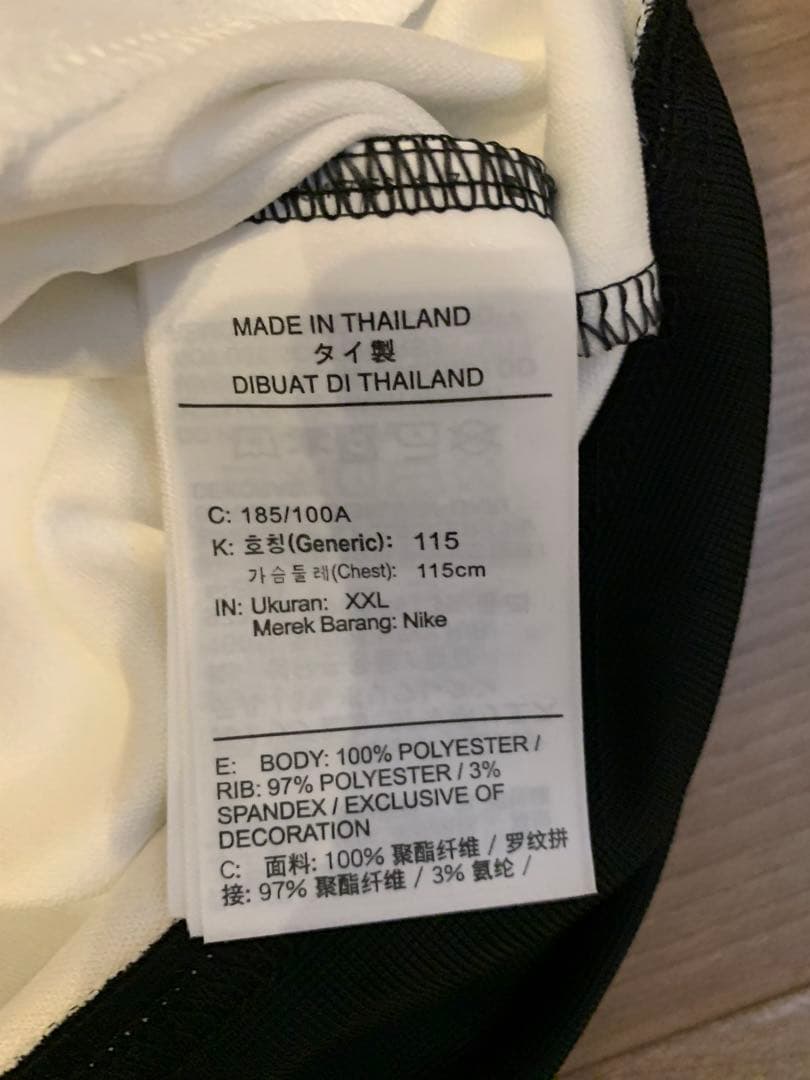 MADE IN THAILAND
タイ製
DIBUAT DI THAILAND
C: 185/100A
K: 호칭(Generic): 115
가슴둘레(Chest): 115cm
IN: Ukuran: XXL
Merek Barang: Nike
E: BODY: 100% POLYESTER /
RIB: 97% POLYESTER / 3%
SPANDEX / EXCLUSIVE OF
DECORATION
C: 面料: 100% 聚酯纤维 / 罗纹拼
接: 97% 聚酯纤维 / 3% 氨纶 /